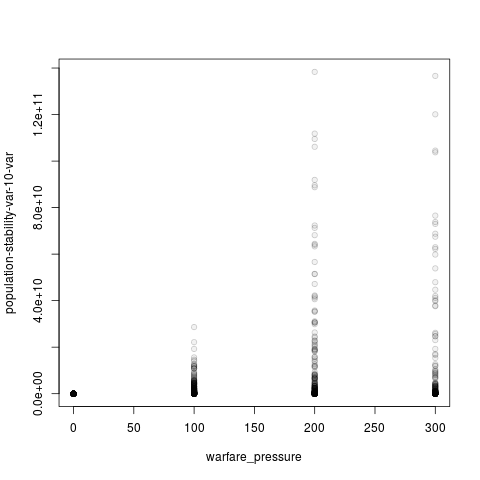 population-stability-var-10-var
0.0e+00
4.0e+10
8.0e+10
1.2e+11
0
50
100
150
200
250
300
warfare_pressure